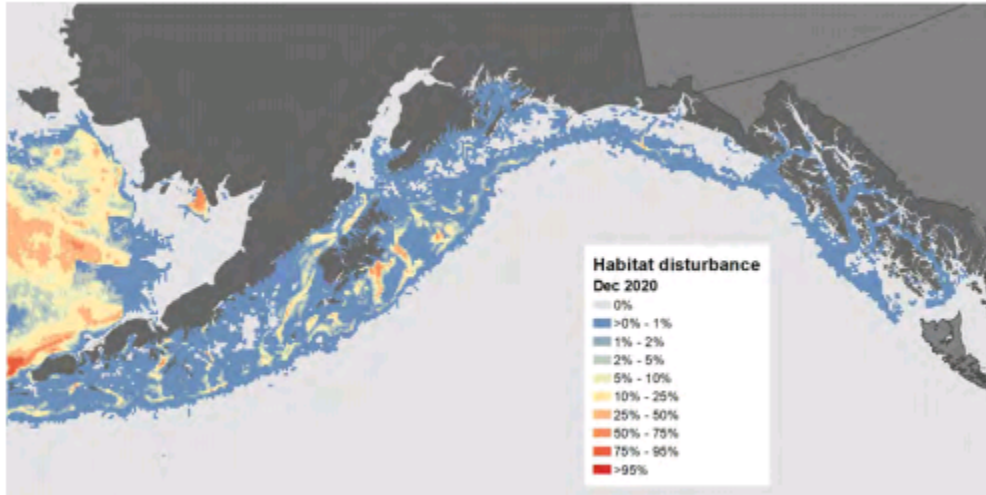 Habitat disturbance
Dec 2020
0%
>0% - 1%
1% - 2%
2% - 5%
5% - 10%
10% - 25%
25% - 50%
50% - 75%
75% - 95%
>95%